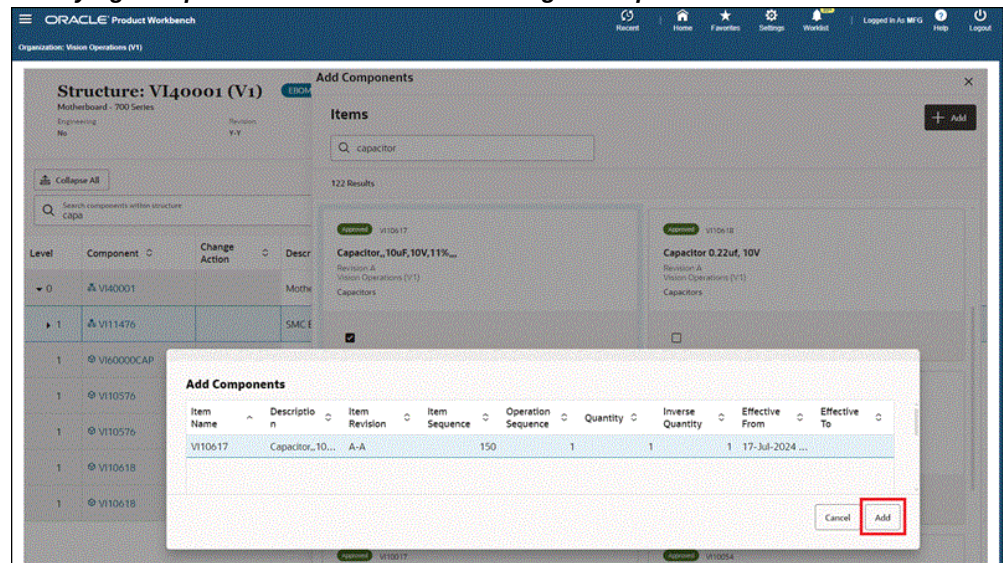 ORACLE Product Workbench
Recent
Home
Favorites
Settings
Worklist
Logged In As MFG
Help
Logout
Organization: Vision Operations (V1)
Structure: VI40001 (V1)
EBOM
Motherboard - 700 Series
Engineering
No
Revision
Y-Y
Collapse All
Search components within structure
capa
Level
Component
Change Action
Descr
0
VI40001
Mothe
1
VI11476
SMC E
1
VI60000CAP
1
VI10576
1
VI10576
1
VI10618
1
VI10618
Add Components
Items
Add
capacitor
122 Results
Approved VI10617
Capacitor,,10uF,10V,11%,,,
Revision A
Vision Operations (V1)
Capacitors
Approved VI10618
Capacitor 0.22uf, 10V
Revision A
Vision Operations (V1)
Capacitors
Add Components
Item Name
Descriptio n
Item Revision
Item Sequence
Operation Sequence
Quantity
Inverse Quantity
Effective From
Effective To
VI10617
Capacitor,,10...
A-A
150
1
1
1
17-Jul-2024 ...
Cancel
Add
Approved VI10017
Approved VI10054